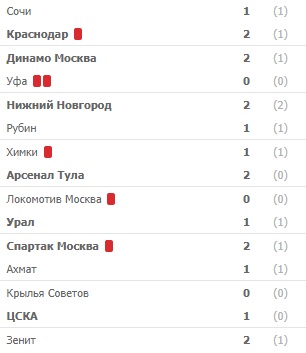 Сочи 1 (1)
Краснодар 2 (1)
Динамо Москва 2 (1)
Уфа 0 (0)
Нижний Новгород 2 (2)
Рубин 1 (1)
Химки 1 (1)
Арсенал Тула 2 (0)
Локомотив Москва 0 (0)
Урал 1 (1)
Спартак Москва 2 (1)
Ахмат 1 (1)
Крылья Советов 0 (0)
ЦСКА 1 (0)
Зенит 2 (1)